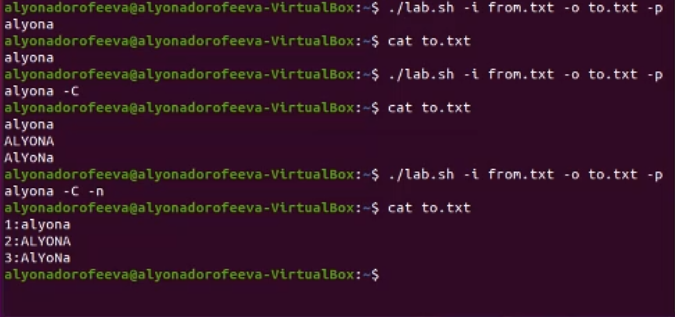 alyonadorofeeva@alyonadorofeeva-VirtualBox:~$ ./lab.sh -i from.txt -o to.txt -p
alyona
alyonadorofeeva@alyonadorofeeva-VirtualBox:~$ cat to.txt
alyona
alyonadorofeeva@alyonadorofeeva-VirtualBox:~$ ./lab.sh -i from.txt -o to.txt -p
alyona -C
alyonadorofeeva@alyonadorofeeva-VirtualBox:~$ cat to.txt
alyona
ALYONA
AlYoNa
alyonadorofeeva@alyonadorofeeva-VirtualBox:~$ ./lab.sh -i from.txt -o to.txt -p
alyona -C -n
alyonadorofeeva@alyonadorofeeva-VirtualBox:~$ cat to.txt
1:alyona
2:ALYONA
3:AlYoNa
alyonadorofeeva@alyonadorofeeva-VirtualBox:~$